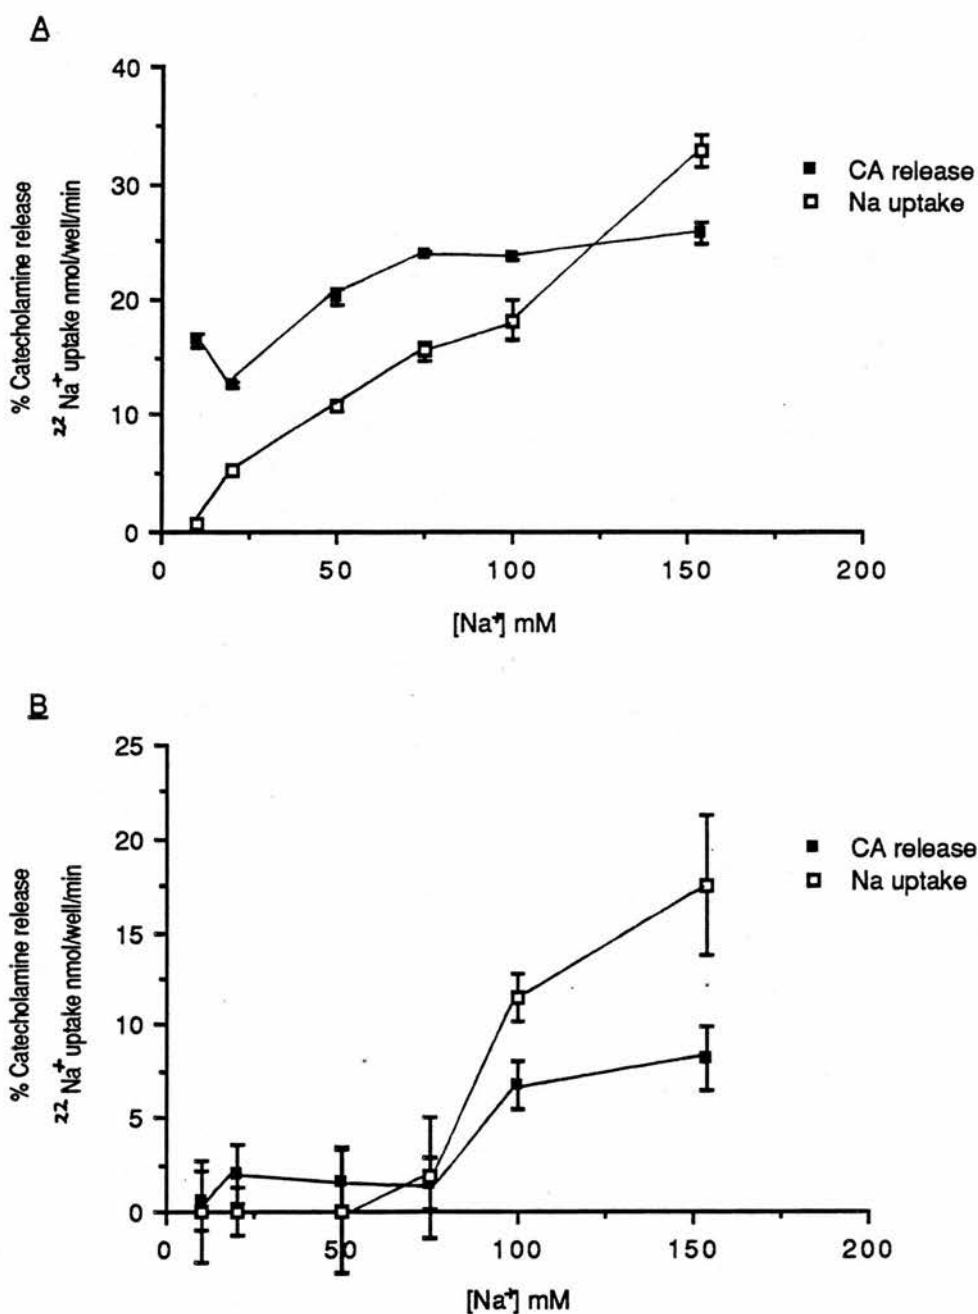 A
% Catecholamine release
22 Na+ uptake nmol/well/min
40
30
20
10
0
0 50 100 150 200
[Na+] mM
CA release
Na uptake
B
% Catecholamine release
22 Na+ uptake nmol/well/min
25
20
15
10
5
0
0 50 100 150 200
[Na+] mM
CA release
Na uptake